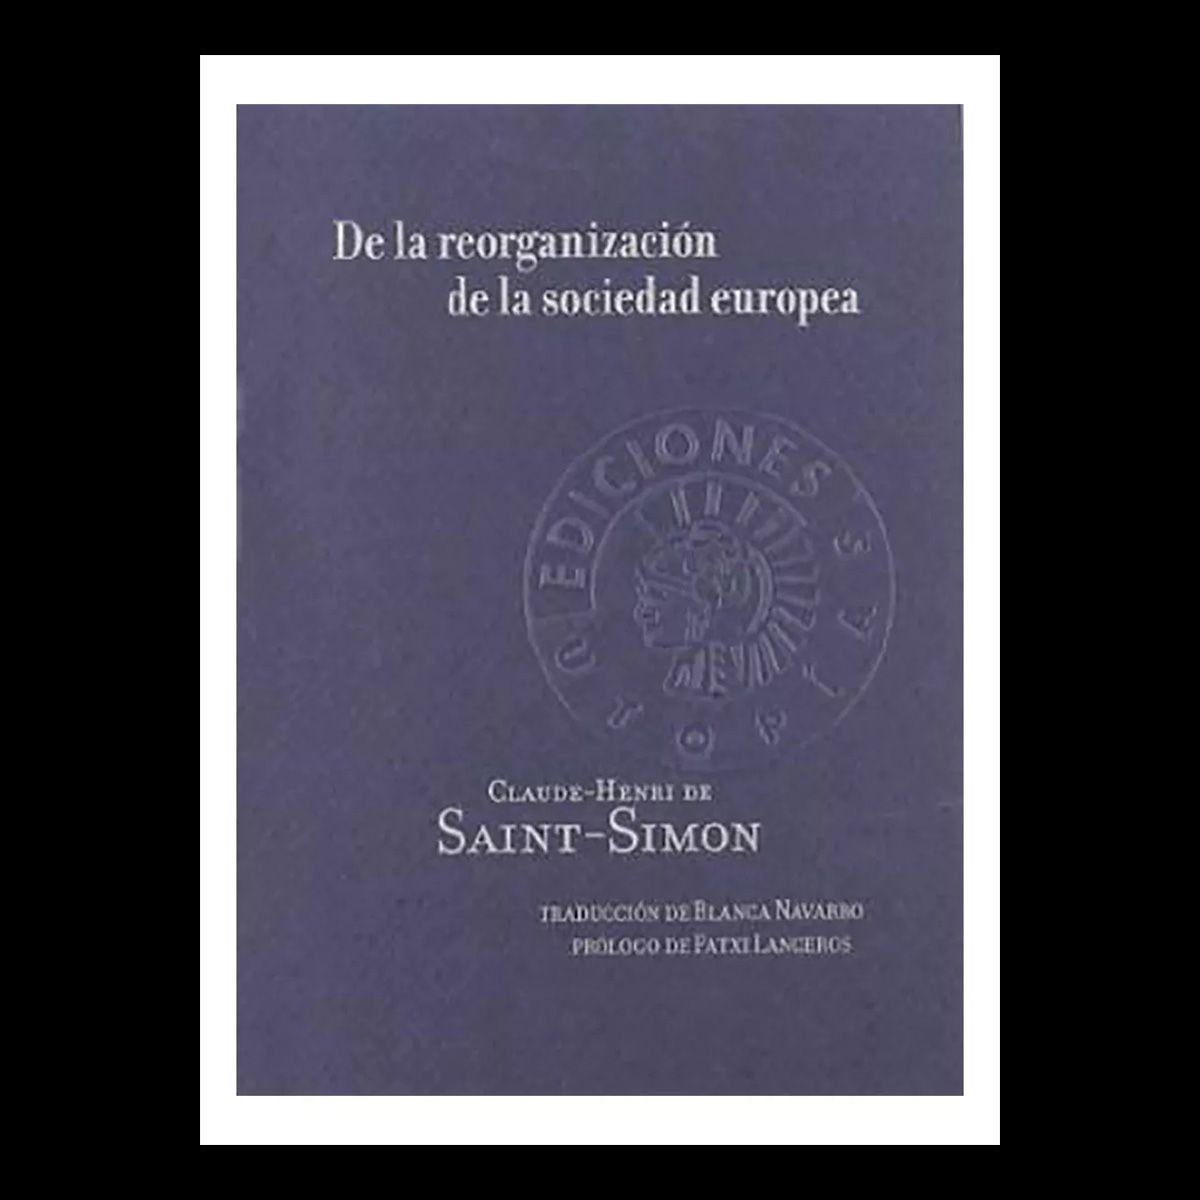 De la reorganización
de la sociedad europea
EDICIONES
UTOPÍAS
CLAUDE-HENRI DE
SAINT-SIMON
TRADUCCIÓN DE BLANCA NAVARRO
PRÓLOGO DE PATXI LANCEROS